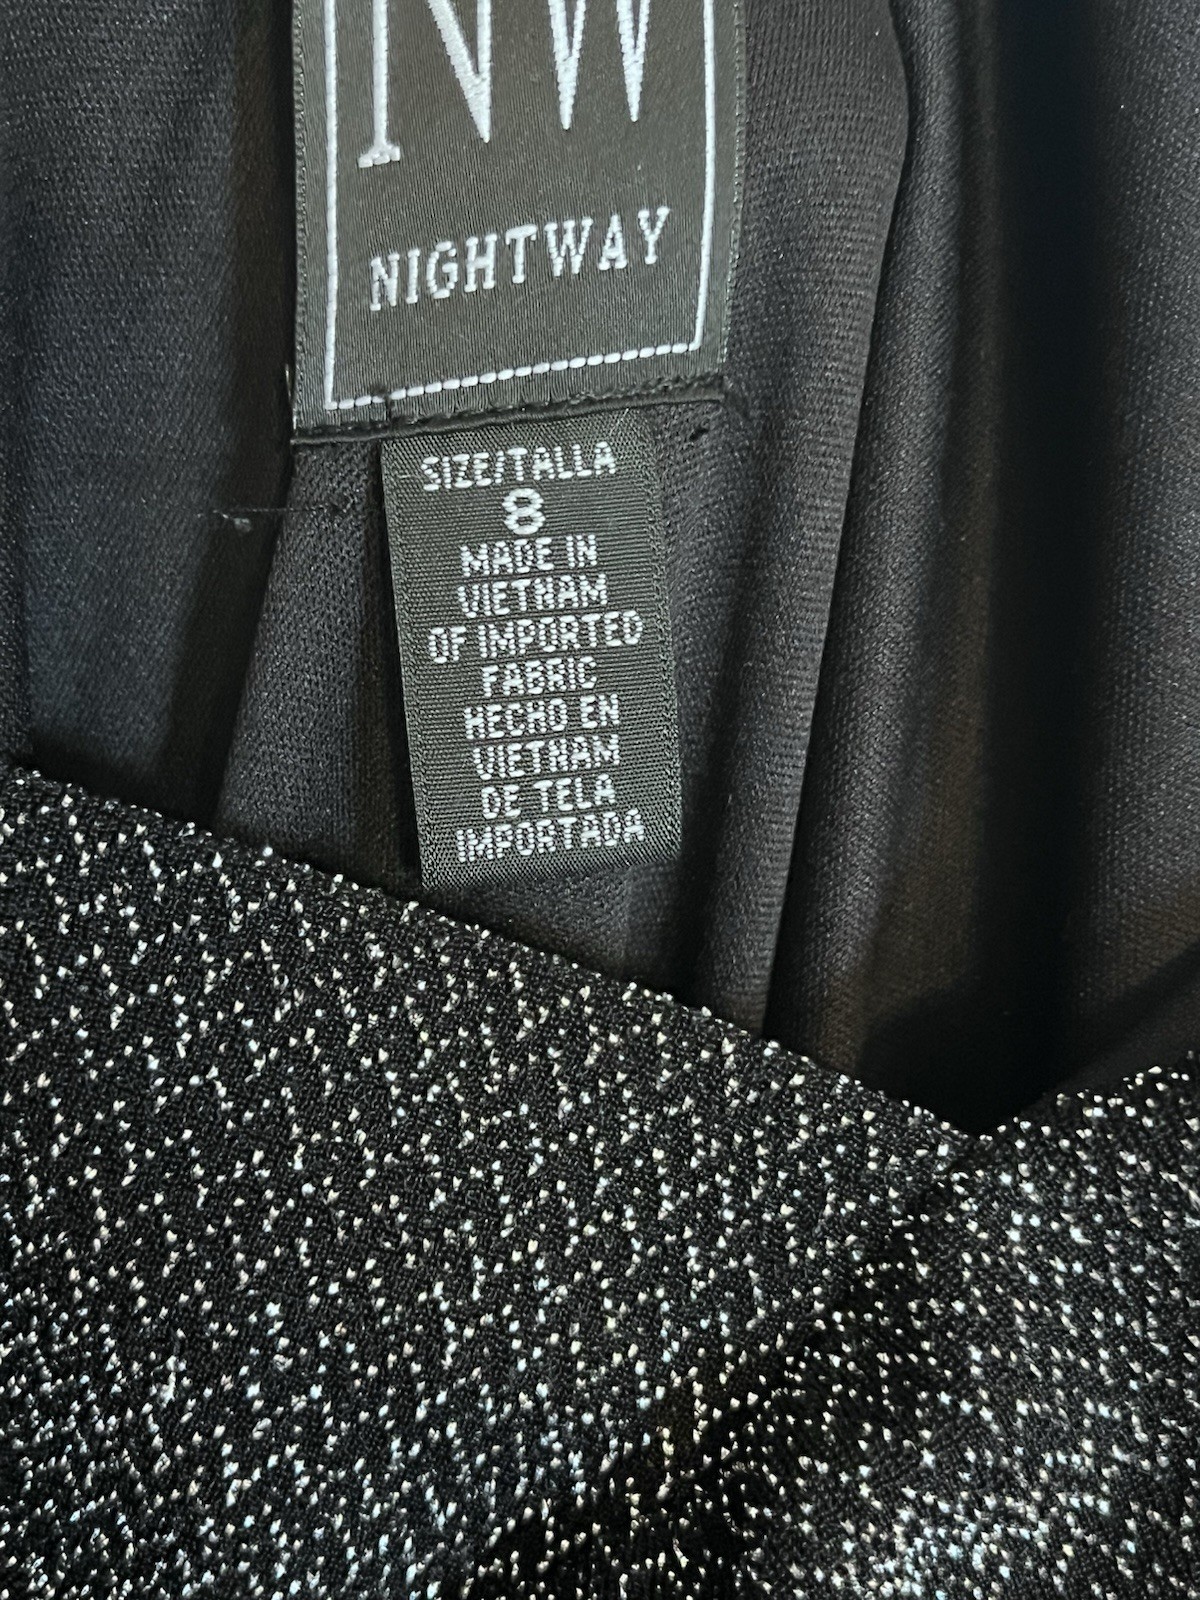 NW
NIGHTWAY
SIZE/TALLA
8
MADE IN
VIETNAM
OF IMPORTED
FABRIC
HECHO EN
VIETNAM
DE TELA
IMPORTADA